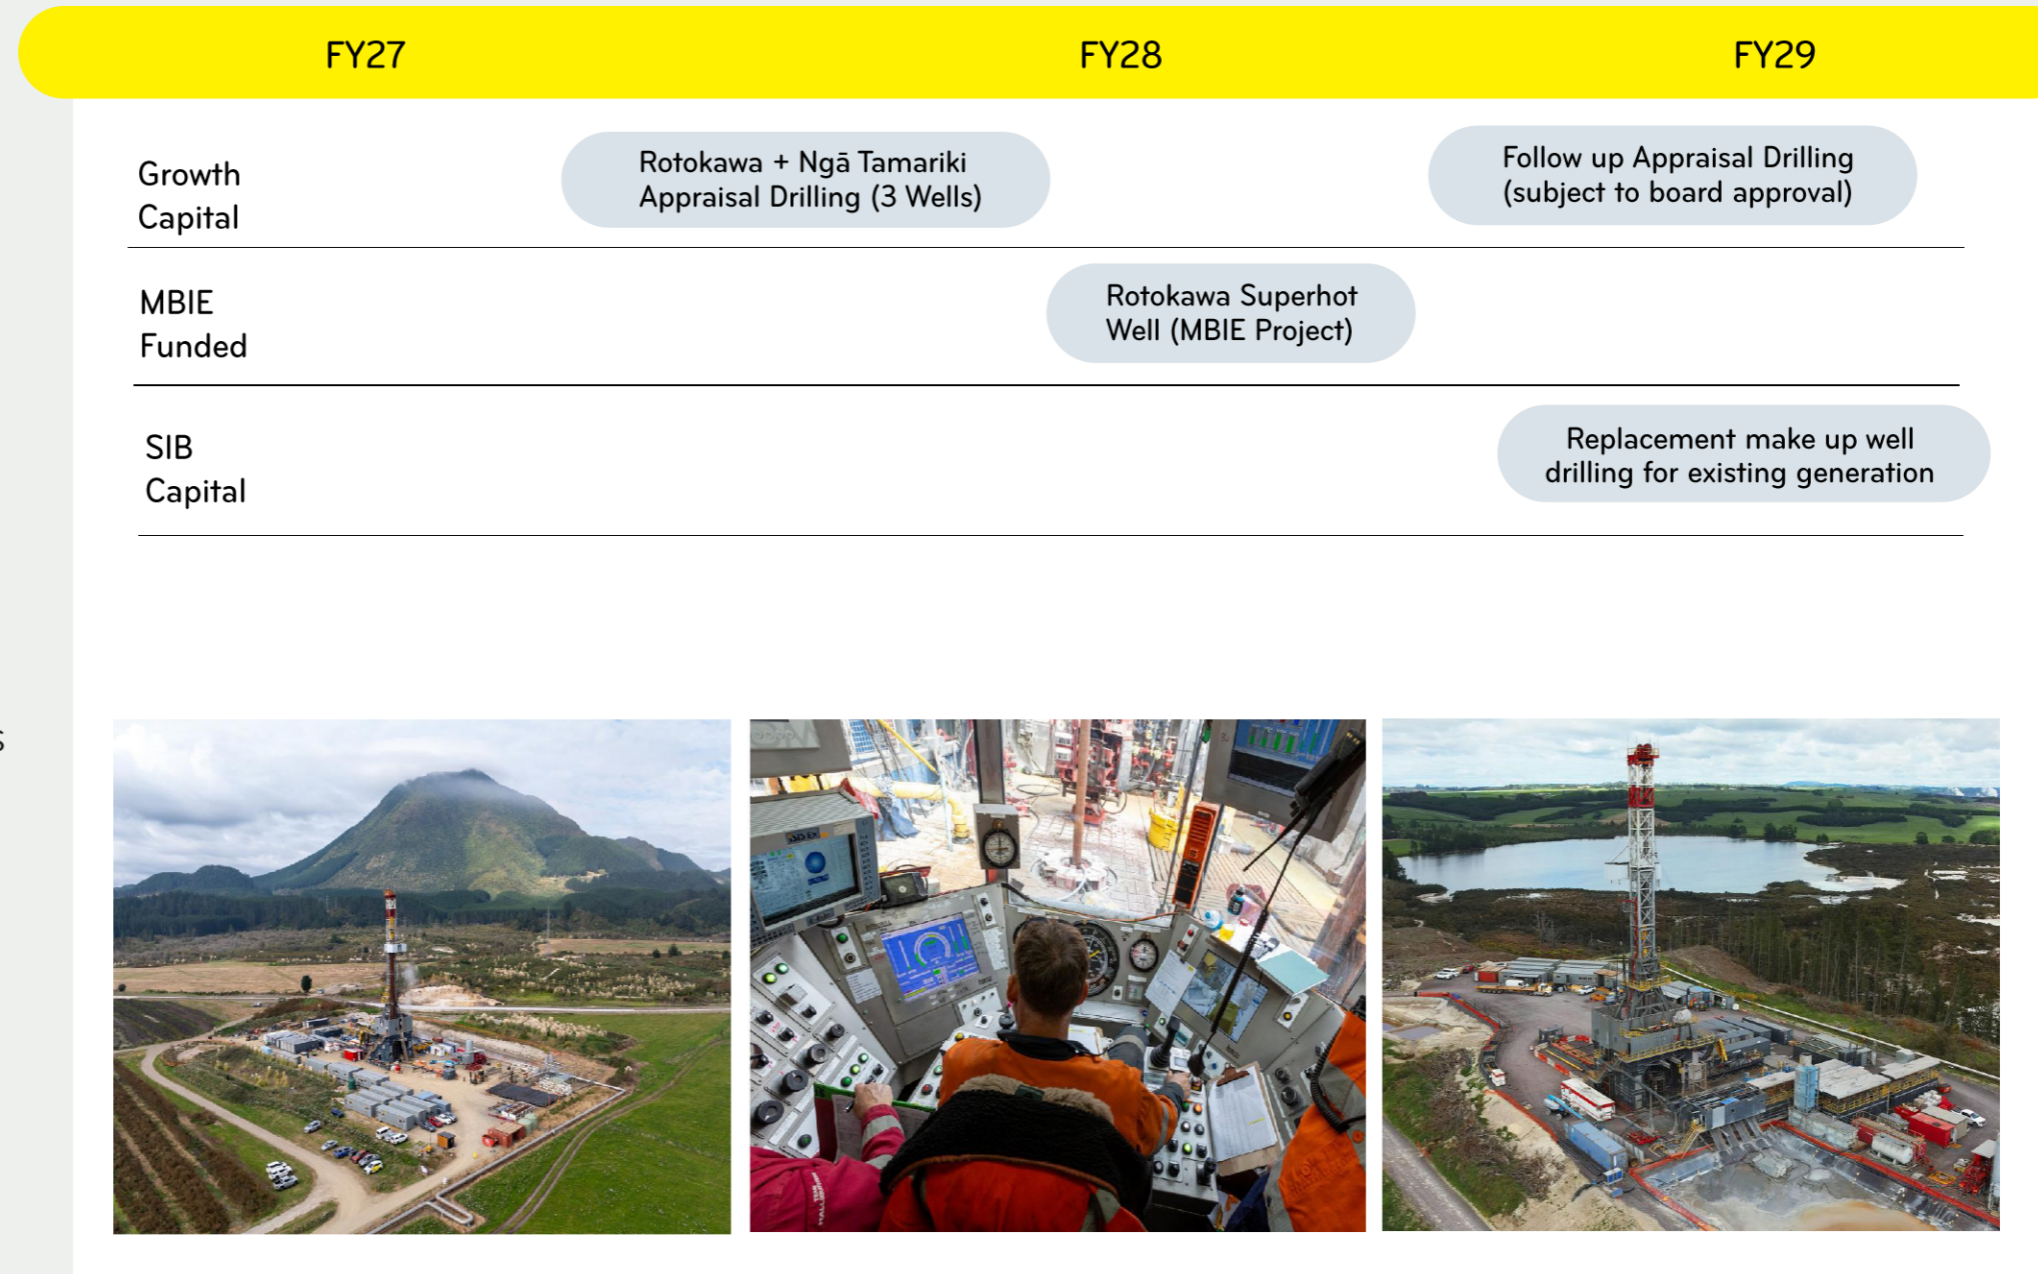 FY27 FY28 FY29
Growth
Capital
Rotokawa + Ngā Tamariki
Appraisal Drilling (3 Wells)
Follow up Appraisal Drilling
(subject to board approval)
MBIE
Funded
Rotokawa Superhot
Well (MBIE Project)
SIB
Capital
Replacement make up well
drilling for existing generation
s